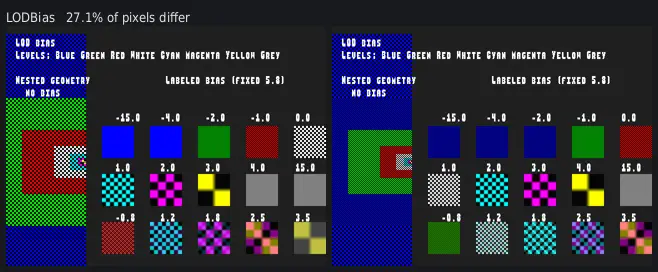 LODBias 27.1% of pixels differ
LOD BIAS
LEVELS: BLUE GREEN RED WHITE CYAN MAGENTA YELLOW GREY
NESTED GEOMETRY LABELED BIAS (FIXED 5.8)
NO BIAS
-15.0 -4.0 -2.0 -1.0 0.0
1.0 2.0 3.0 4.0 15.0
-0.8 1.2 1.8 2.5 3.5
LOD BIAS
LEVELS: BLUE GREEN RED WHITE CYAN MAGENTA YELLOW GREY
NESTED GEOMETRY LABELED BIAS (FIXED 5.8)
NO BIAS
-15.0 -4.0 -2.0 -1.0 0.0
1.0 2.0 3.0 4.0 15.0
-0.8 1.2 1.8 2.5 3.5